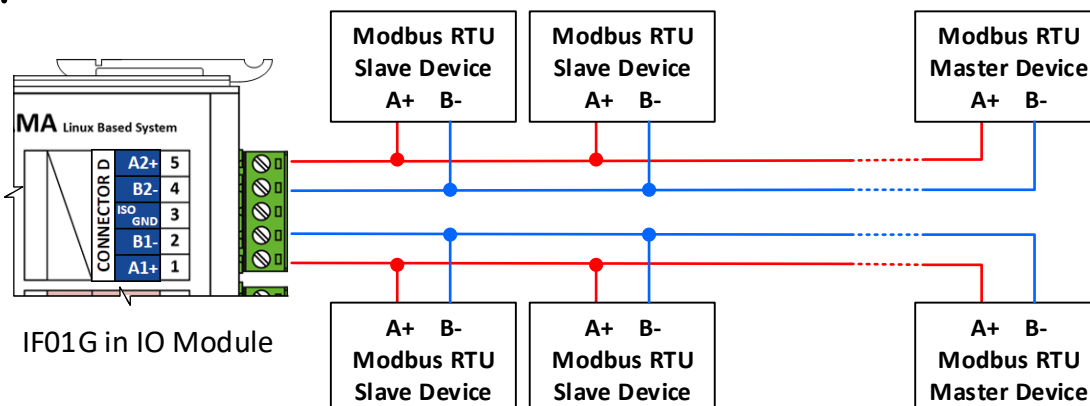 Modbus RTU
Slave Device
A+ B-
Modbus RTU
Slave Device
A+ B-
Modbus RTU
Master Device
A+ B-
MA Linux Based System
CONNECTOR D
A2+ 5
B2- 4
ISO GND 3
B1- 2
A1+ 1
IF01G in IO Module
A+ B-
Modbus RTU
Slave Device
A+ B-
Modbus RTU
Slave Device
A+ B-
Modbus RTU
Master Device